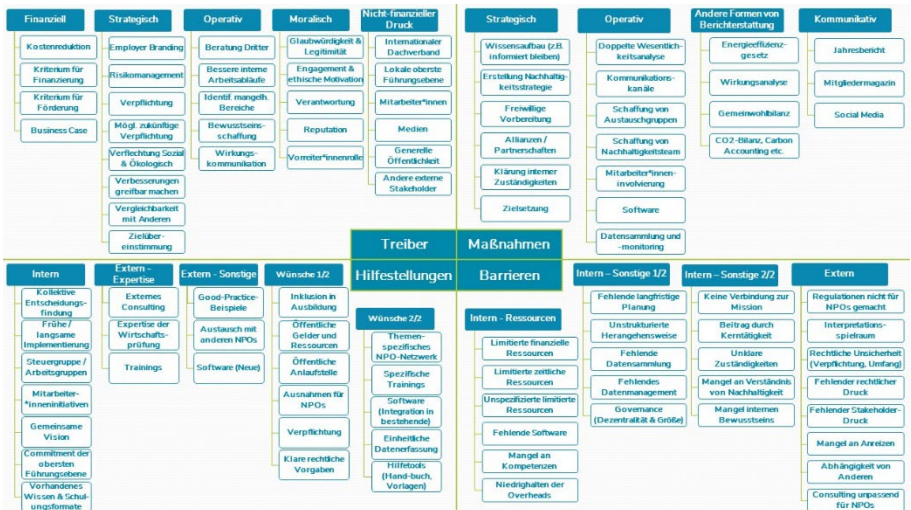 Finanziell
Kostenreduktion
Kriterium für
Finanzierung
Kriterium für
Förderung
Business Case
Strategisch
Employer Branding
Risikomanagement
Verpflichtung
Mögl. zukünftige
Verpflichtung
Verflechtung Sozial
& Ökologisch
Verbesserungen
greifbar machen
Vergleichbarkeit
mit Anderen
Zielüber-
einstimmung
Operativ
Beratung Dritter
Bessere interne
Arbeitsabläufe
Identif. mangelh.
Bereiche
Bewusstseins-
schaffung
Wirkungs-
kommunikation
Moralisch
Glaubwürdigkeit &
Legitimität
Engagement &
ethische Motivation
Verantwortung
Reputation
Vorreiter*innenrolle
Nicht-finanzieller
Druck
Internationaler
Dachverband
Lokale oberste
Führungsebene
Mitarbeiter*innen
Medien
Generelle
Öffentlichkeit
Andere externe
Stakeholder
Strategisch
Wissensaufbau (z.B.
informiert bleiben)
Erstellung Nachhaltig-
keitsstrategie
Freiwillige
Vorbereitung
Allianzen /
Partnerschaften
Klärung interner
Zuständigkeiten
Zielsetzung
Operativ
Doppelte Wesentlich-
keitsanalyse
Kommunikations-
kanäle
Schaffung von
Austauschgruppen
Schaffung von
Nachhaltigkeitsteam
Mitarbeiter*innen-
involvierung
Software
Datensammlung und
-monitoring
Andere Formen von
Berichterstattung
Energieeffizienz-
gesetz
Wirkungsanalyse
Gemeinwohlbilanz
CO2-Bilanz, Carbon
Accounting etc.
Kommunikativ
Jahresbericht
Mitgliedermagazin
Social Media
Treiber
Maßnahmen
Hilfestellungen
Barrieren
Intern
Kollektive
Entscheidungs-
findung
Frühe /
langsame
Implementierung
Steuergruppe /
Arbeitsgruppen
Mitarbeiter-
*inneninitiativen
Gemeinsame
Vision
Commitment der
obersten
Führungsebene
Vorhandenes
Wissen & Schul-
ungsformate
Extern -
Expertise
Externes
Consulting
Expertise der
Wirtschafts-
prüfung
Trainings
Extern - Sonstige
Good-Practice-
Beispiele
Austausch mit
anderen NPOs
Software (Neue)
Wünsche 1/2
Inklusion in
Ausbildung
Öffentliche
Gelder und
Ressourcen
Öffentliche
Anlaufstelle
Ausnahmen für
NPOs
Verpflichtung
Klare rechtliche
Vorgaben
Wünsche 2/2
Themen-
spezifisches
NPO-Netzwerk
Spezifische
Trainings
Software
(Integration in
bestehende)
Einheitliche
Datenerfassung
Hilfetools
(Hand-buch,
Vorlagen)
Intern - Ressourcen
Limitierte finanzielle
Ressourcen
Limitierte zeitliche
Ressourcen
Unspezifizierte limitierte
Ressourcen
Fehlende Software
Mangel an
Kompetenzen
Niedrighalten der
Overheads
Intern – Sonstige 1/2
Fehlende langfristige
Planung
Unstrukturierte
Herangehensweise
Fehlende
Datensammlung
Fehlendes
Datenmanagement
Governance
(Dezentralität & Größe)
Intern – Sonstige 2/2
Keine Verbindung zur
Mission
Beitrag durch
Kerntätigkeit
Unklare
Zuständigkeiten
Mangel an Verständnis
von Nachhaltigkeit
Mangel internen
Bewusstseins
Extern
Regulationen nicht für
NPOs gemacht
Interpretations-
spielraum
Rechtliche Unsicherheit
(Verpflichtung, Umfang)
Fehlender rechtlicher
Druck
Fehlender Stakeholder-
Druck
Mangel an Anreizen
Abhängigkeit von
Anderen
Consulting unpassend
für NPOs